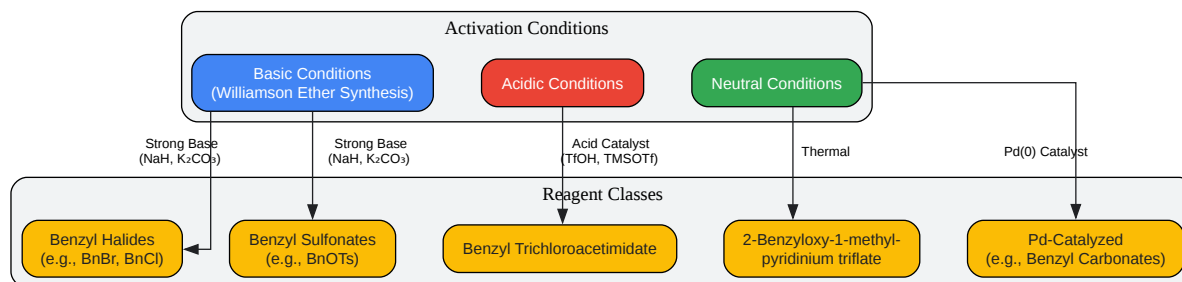 Activation Conditions
Basic Conditions
(Williamson Ether Synthesis)
Acidic Conditions
Neutral Conditions
Strong Base
(NaH, K₂CO₃)
Strong Base
(NaH, K₂CO₃)
Acid Catalyst
(TfOH, TMSOTf)
Thermal
Pd(0) Catalyst
Reagent Classes
Benzyl Halides
(e.g., BnBr, BnCl)
Benzyl Sulfonates
(e.g., BnOTs)
Benzyl Trichloroacetimidate
2-Benzyloxy-1-methyl-
pyridinium triflate
Pd-Catalyzed
(e.g., Benzyl Carbonates)